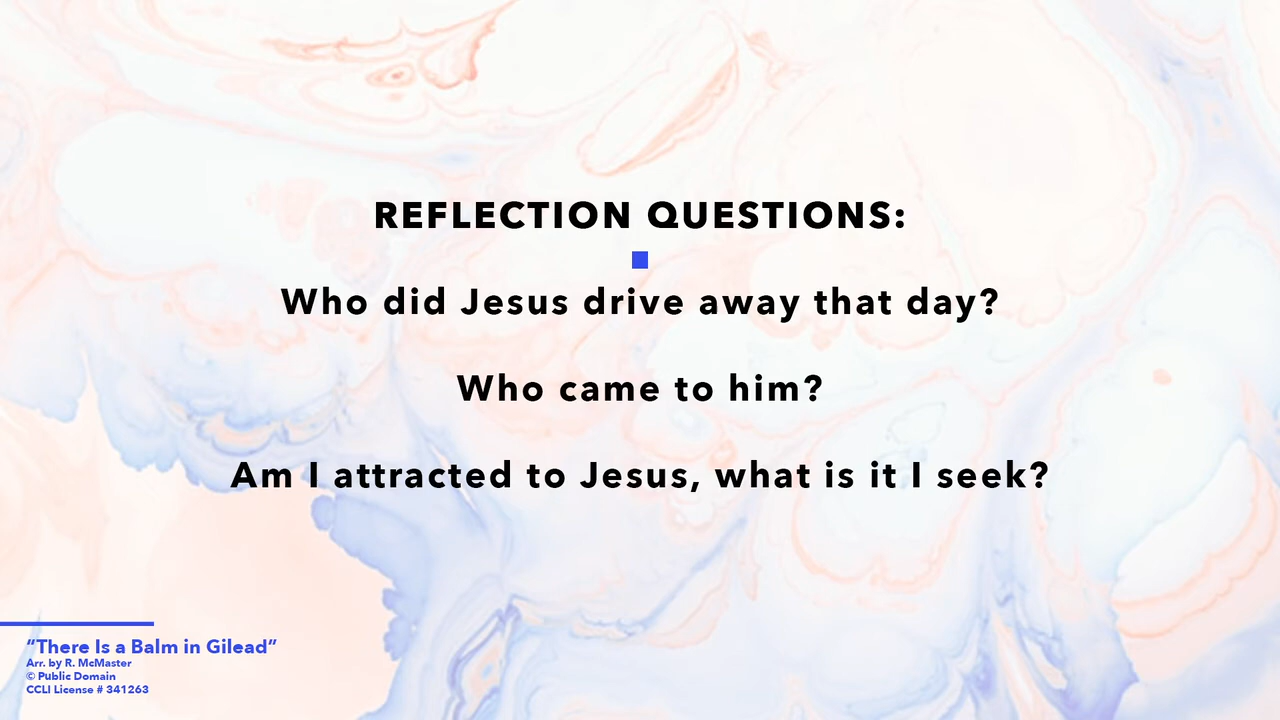 REFLECTION QUESTIONS:
Who did Jesus drive away that day?
Who came to him?
Am I attracted to Jesus, what is it I seek?
“There Is a Balm in Gilead”
Arr. by R. McMaster
© Public Domain
CCLI License # 341263